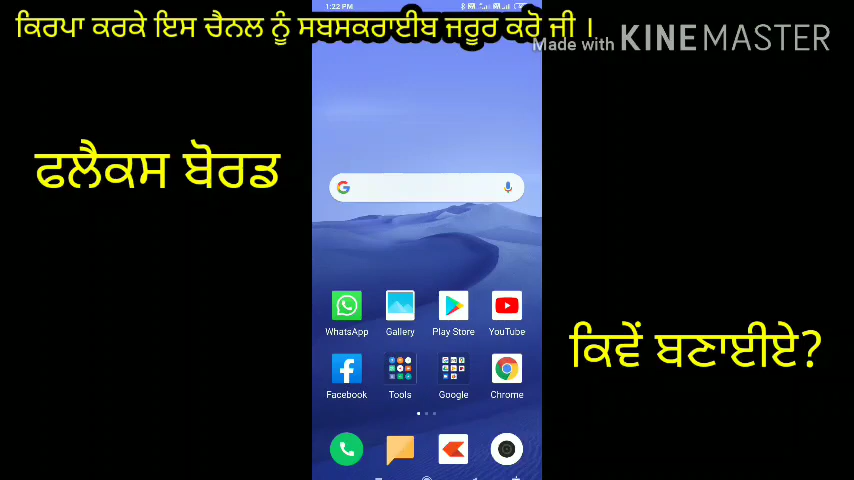 1:22 PM
ਕਿਰਪਾ ਕਰਕੇ ਇਸ ਚੈਨਲ ਨੂੰ ਸਬਸਕਰਾਈਬ ਜਰੂਰ ਕਰੋ ਜੀ ।
Made with KINEMASTER
ਫਲੈਕਸ ਬੋਰਡ
WhatsApp Gallery Play Store YouTube
ਕਿਵੇਂ ਬਣਾਈਏ?
Facebook Tools Google Chrome